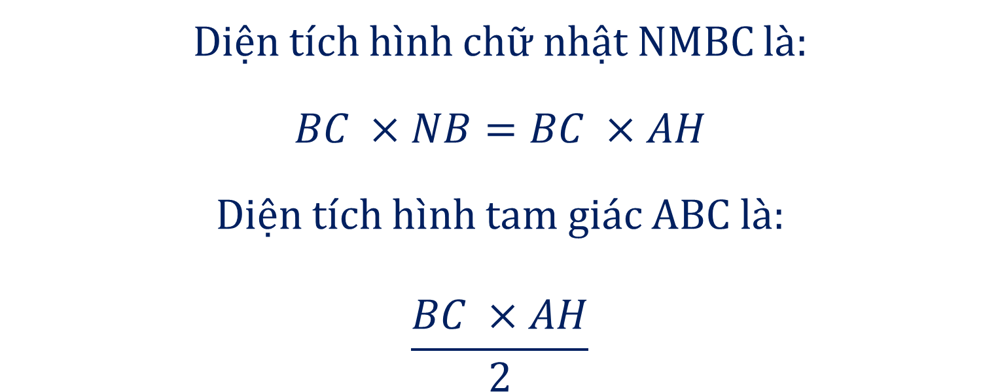 Diện tích hình chữ nhật NMBC là:
BC × NB = BC × AH
Diện tích hình tam giác ABC là:
BC × AH
2